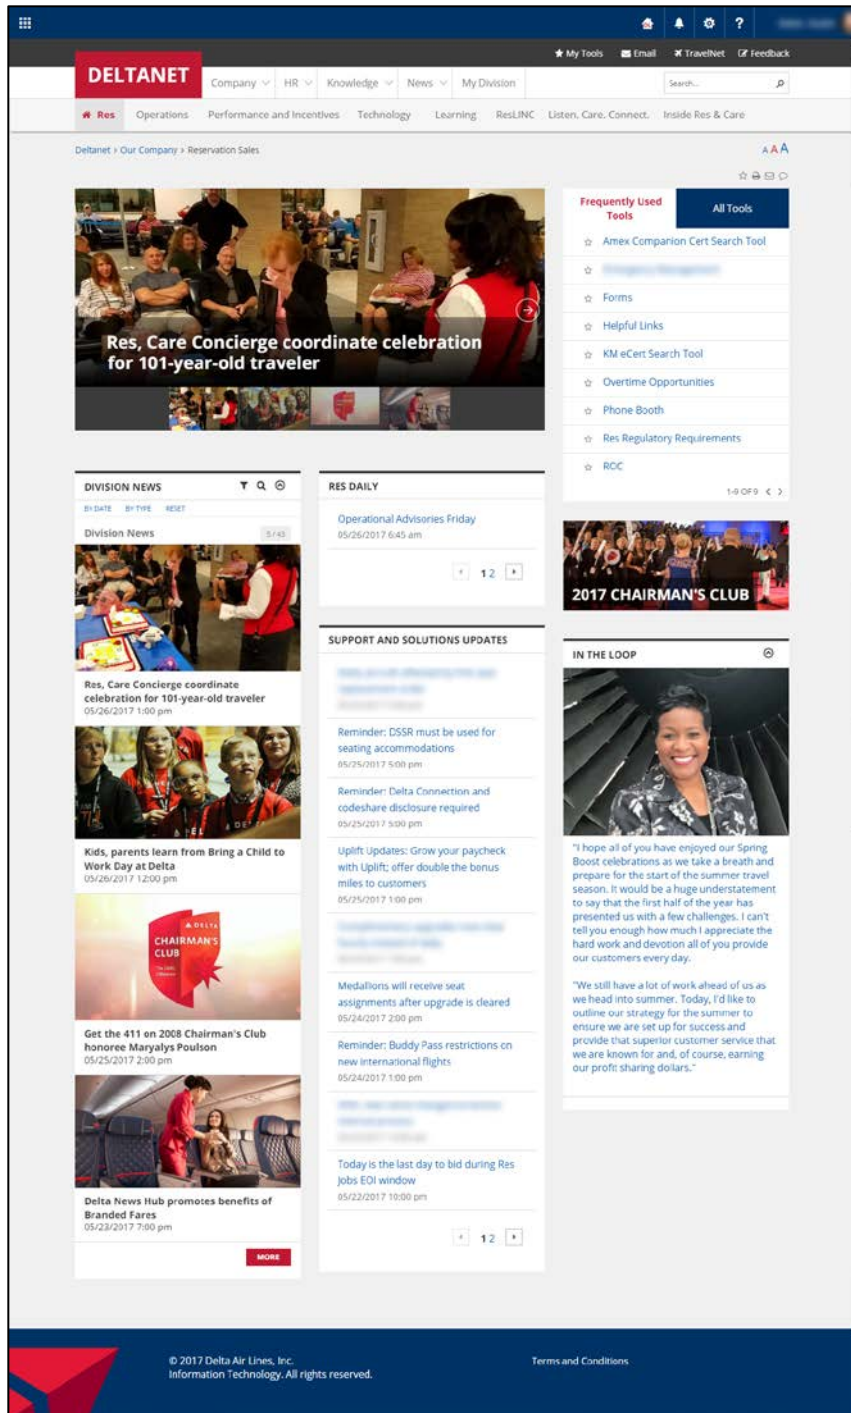 ?
My Tools Email TravelNet Feedback
DELTANET
Company HR Knowledge News My Division
Search...
Res Operations Performance and Incentives Technology Learning ResLINC Listen. Care. Connect. Inside Res & Care
Deltanet > Our Company > Reservation Sales
A A A
Res, Care Concierge coordinate celebration
for 101-year-old traveler
Frequently Used
Tools
All Tools
Amex Companion Cert Search Tool
Forms
Helpful Links
KM eCert Search Tool
Overtime Opportunities
Phone Booth
Res Regulatory Requirements
ROC
1-9 OF 9 < >
DIVISION NEWS
BY DATE BY TYPE RESET
Division News 5 / 43
Res, Care Concierge coordinate
celebration for 101-year-old traveler
05/26/2017 1:00 pm
Kids, parents learn from Bring a Child to
Work Day at Delta
05/26/2017 12:00 pm
DELTA
CHAIRMAN'S
CLUB
Get the 411 on 2008 Chairman's Club
honoree Maryalys Poulson
05/25/2017 2:00 pm
Delta News Hub promotes benefits of
Branded Fares
05/23/2017 7:00 pm
MORE
RES DAILY
Operational Advisories Friday
05/26/2017 6:45 am
1 2
SUPPORT AND SOLUTIONS UPDATES
Reminder: DSSR must be used for
seating accommodations
05/25/2017 5:00 pm
Reminder: Delta Connection and
codeshare disclosure required
05/25/2017 5:00 pm
Uplift Updates: Grow your paycheck
with Uplift; offer double the bonus
miles to customers
05/25/2017 1:00 pm
Medallions will receive seat
assignments after upgrade is cleared
05/24/2017 2:00 pm
Reminder: Buddy Pass restrictions on
new international flights
05/24/2017 1:00 pm
Today is the last day to bid during Res
Jobs EOI window
05/22/2017 10:00 pm
1 2
2017 CHAIRMAN'S CLUB
IN THE LOOP
"I hope all of you have enjoyed our Spring
Boost celebrations as we take a breath and
prepare for the start of the summer travel
season. It would be a huge understatement
to say that the first half of the year has
presented us with a few challenges. I can't
tell you enough how much I appreciate the
hard work and devotion all of you provide
our customers every day.
"We still have a lot of work ahead of us as
we head into summer. Today, I'd like to
outline our strategy for the summer to
ensure we are set up for success and
provide that superior customer service that
we are known for and, of course, earning
our profit sharing dollars."
© 2017 Delta Air Lines, Inc.
Information Technology. All rights reserved.
Terms and Conditions